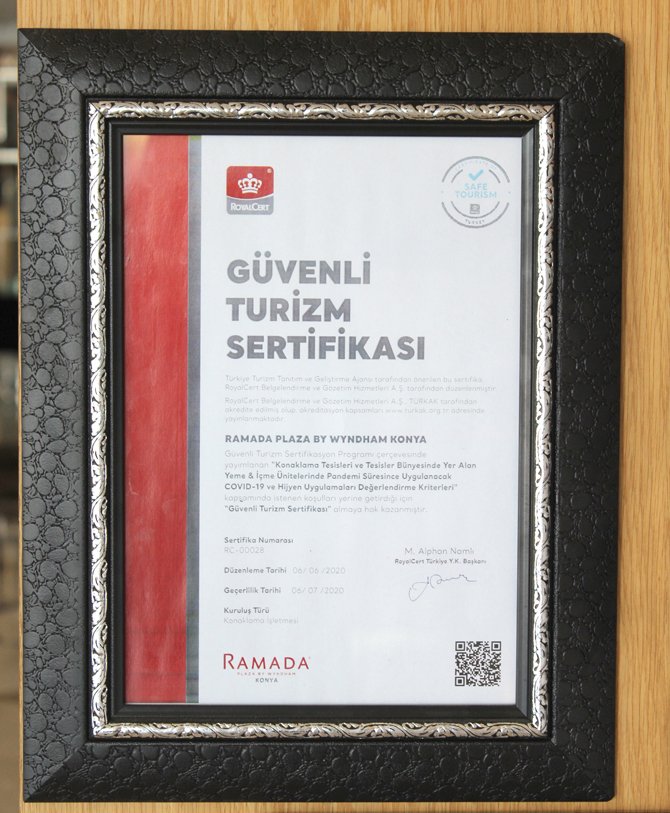 ROYALCERT
SAFE
TOURISM
TURKEY
GÜVENLİ
TURİZM
SERTİFİKASI
Türkiye Turizm Tanıtım ve Geliştirme Ajansı tarafından önerilen bu sertifika,
RoyalCert Belgelendirme ve Gözetim Hizmetleri A.Ş. tarafından düzenlenmiştir.
RoyalCert Belgelendirme ve Gözetim Hizmetleri A.Ş., TÜRKAK tarafından
akredite edilmiş olup, akreditasyon kapsamları www.turkak.org.tr adresinde
yayınlanmaktadır.
RAMADA PLAZA BY WYNDHAM KONYA
Güvenli Turizm Sertifikasyon Programı çerçevesinde
yayımlanan "Konaklama Tesisleri ve Tesisler Bünyesinde Yer Alan
Yeme & İçme Ünitelerinde Pandemi Süresince Uygulanacak
COVID-19 ve Hijyen Uygulamaları Değerlendirme Kriterleri"
kapsamında istenen koşulları yerine getirdiği için
"Güvenli Turizm Sertifikası" almaya hak kazanmıştır.
Sertifika Numarası
RC-00028
M. Alphan Namlı
RoyalCert Türkiye Y.K. Başkanı
Düzenleme Tarihi 06/06/2020
Geçerlilik Tarihi 06/07/2020
Kuruluş Türü
Konaklama İşletmesi
RAMADA
PLAZA BY WYNDHAM
KONYA